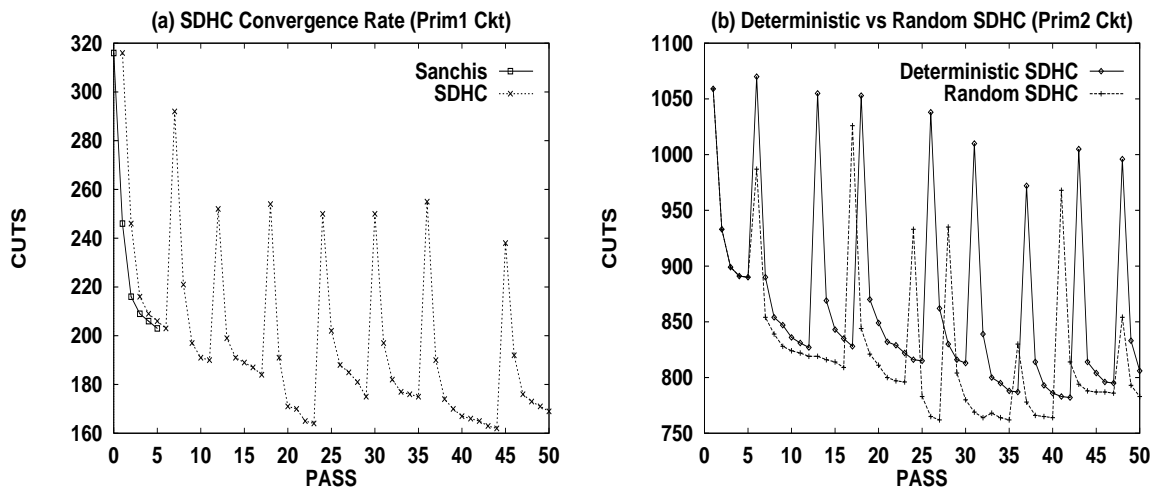 (a) SDHC Convergence Rate (Prim1 Ckt)
320
300
280
260
240
220
200
180
160
CUTS
Sanchis
SDHC
0 5 10 15 20 25 30 35 40 45 50
PASS
(b) Deterministic vs Random SDHC (Prim2 Ckt)
1100
1050
1000
950
900
850
800
750
CUTS
Deterministic SDHC
Random SDHC
0 5 10 15 20 25 30 35 40 45 50
PASS